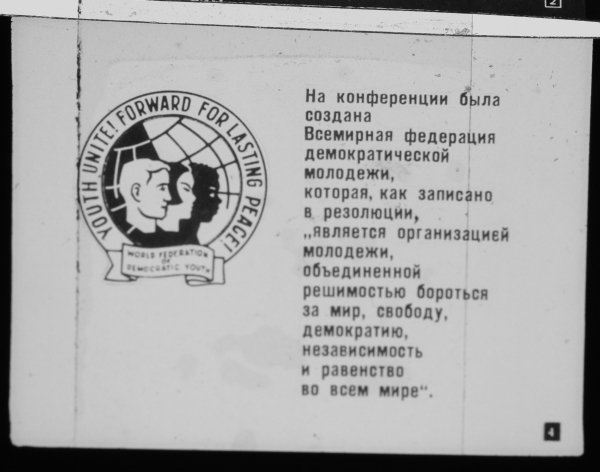 2
YOUTH UNITE! FORWARD FOR LASTING PEACE!
WORLD FEDERATION
OF
DEMOCRATIC YOUTH
На конференции была
создана
Всемирная федерация
демократической
молодежи,
которая, как записано
в резолюции,
„является организацией
молодежи,
объединенной
решимостью бороться
за мир, свободу,
демократию,
независимость
и равенство
во всем мире“.
4